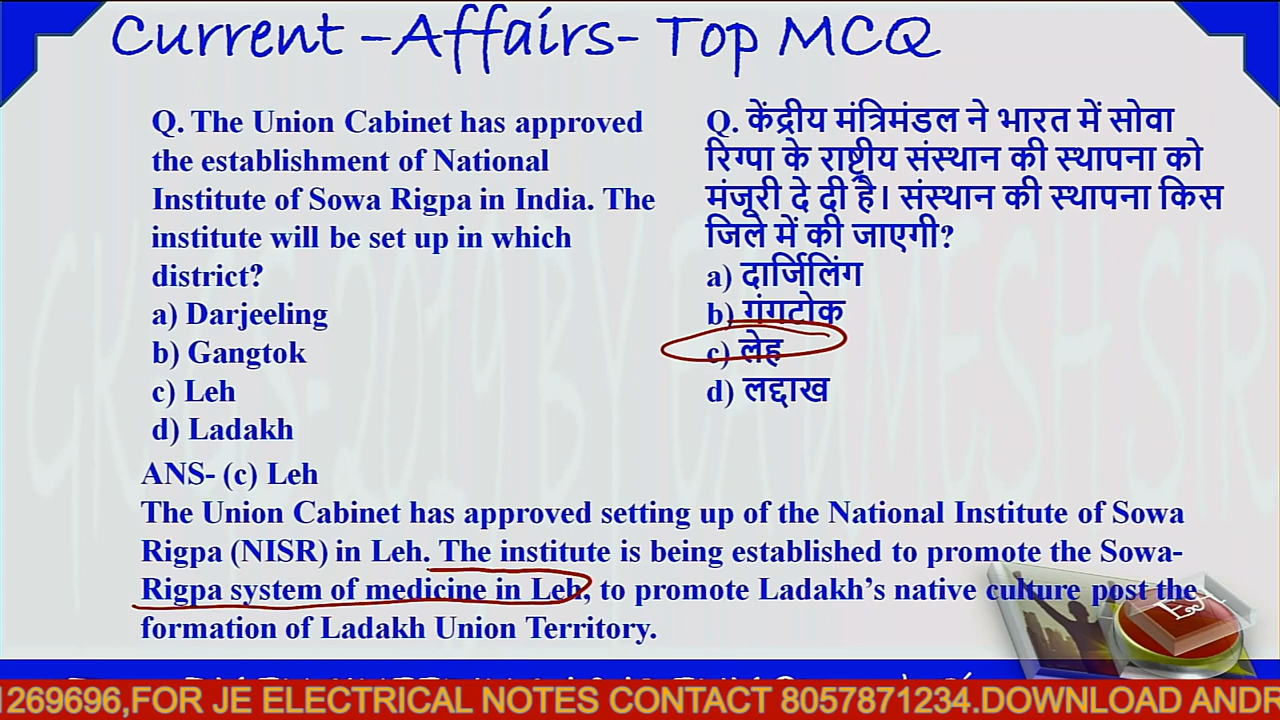 Current –Affairs- Top MCQ
Q. The Union Cabinet has approved
the establishment of National
Institute of Sowa Rigpa in India. The
institute will be set up in which
district?
a) Darjeeling
b) Gangtok
c) Leh
d) Ladakh
Q. केंद्रीय मंत्रिमंडल ने भारत में सोवा
रिग्पा के राष्ट्रीय संस्थान की स्थापना को
मंजूरी दे दी है। संस्थान की स्थापना किस
जिले में की जाएगी?
a) दार्जिलिंग
b) गंगटोक
c) लेह
d) लद्दाख
ANS- (c) Leh
The Union Cabinet has approved setting up of the National Institute of Sowa
Rigpa (NISR) in Leh. The institute is being established to promote the Sowa-
Rigpa system of medicine in Leh, to promote Ladakh’s native culture post the
formation of Ladakh Union Territory.
1269696,FOR JE ELECTRICAL NOTES CONTACT 8057871234.DOWNLOAD ANDR